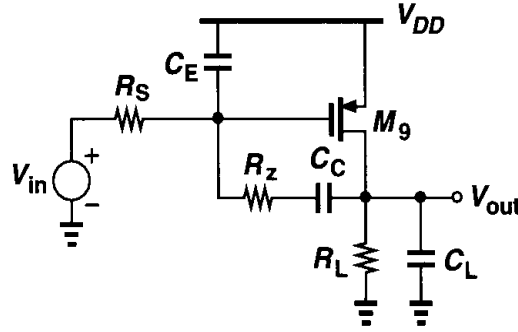 V_DD
C_E
R_S
M_9
R_z
C_C
V_in
+
−
V_out
R_L
C_L